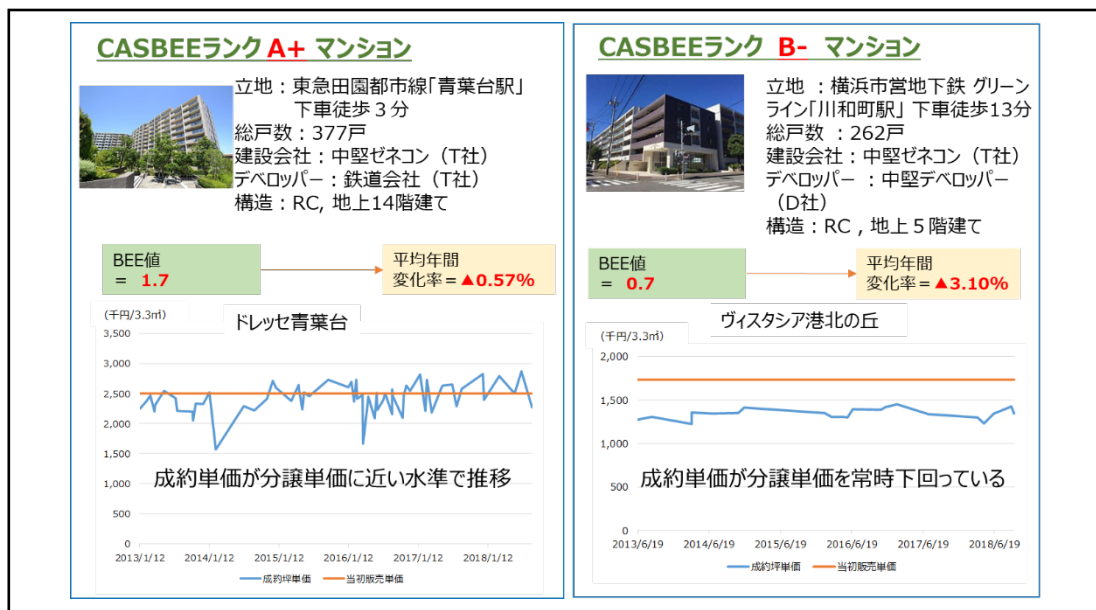 CASBEEランク A+ マンション
立地：東急田園都市線「青葉台駅」
下車徒歩３分
総戸数：377戸
建設会社：中堅ゼネコン（T社）
デベロッパー：鉄道会社（T社）
構造：RC, 地上14階建て
BEE値
＝ 1.7
平均年間
変化率＝▲0.57%
（千円/3.3㎡）
ドレッセ青葉台
3,500
3,000
2,500
2,000
1,500
1,000
500
0
成約単価が分譲単価に近い水準で推移
2013/1/12 2014/1/12 2015/1/12 2016/1/12 2017/1/12 2018/1/12
成約坪単価 当初販売単価
CASBEEランク B- マンション
立地 ：横浜市営地下鉄 グリーン
ライン「川和町駅」 下車徒歩13分
総戸数 ：262戸
建設会社：中堅ゼネコン（T社）
デベロッパー ：中堅デベロッパー
（D社）
構造：RC , 地上５階建て
BEE値
＝ 0.7
平均年間
変化率＝▲3.10%
ヴィスタシア港北の丘
（千円/3.3㎡）
2,000
1,500
1,000
500
0
成約単価が分譲単価を常時下回っている
2013/6/19 2014/6/19 2015/6/19 2016/6/19 2017/6/19 2018/6/19
成約坪単価 当初販売単価